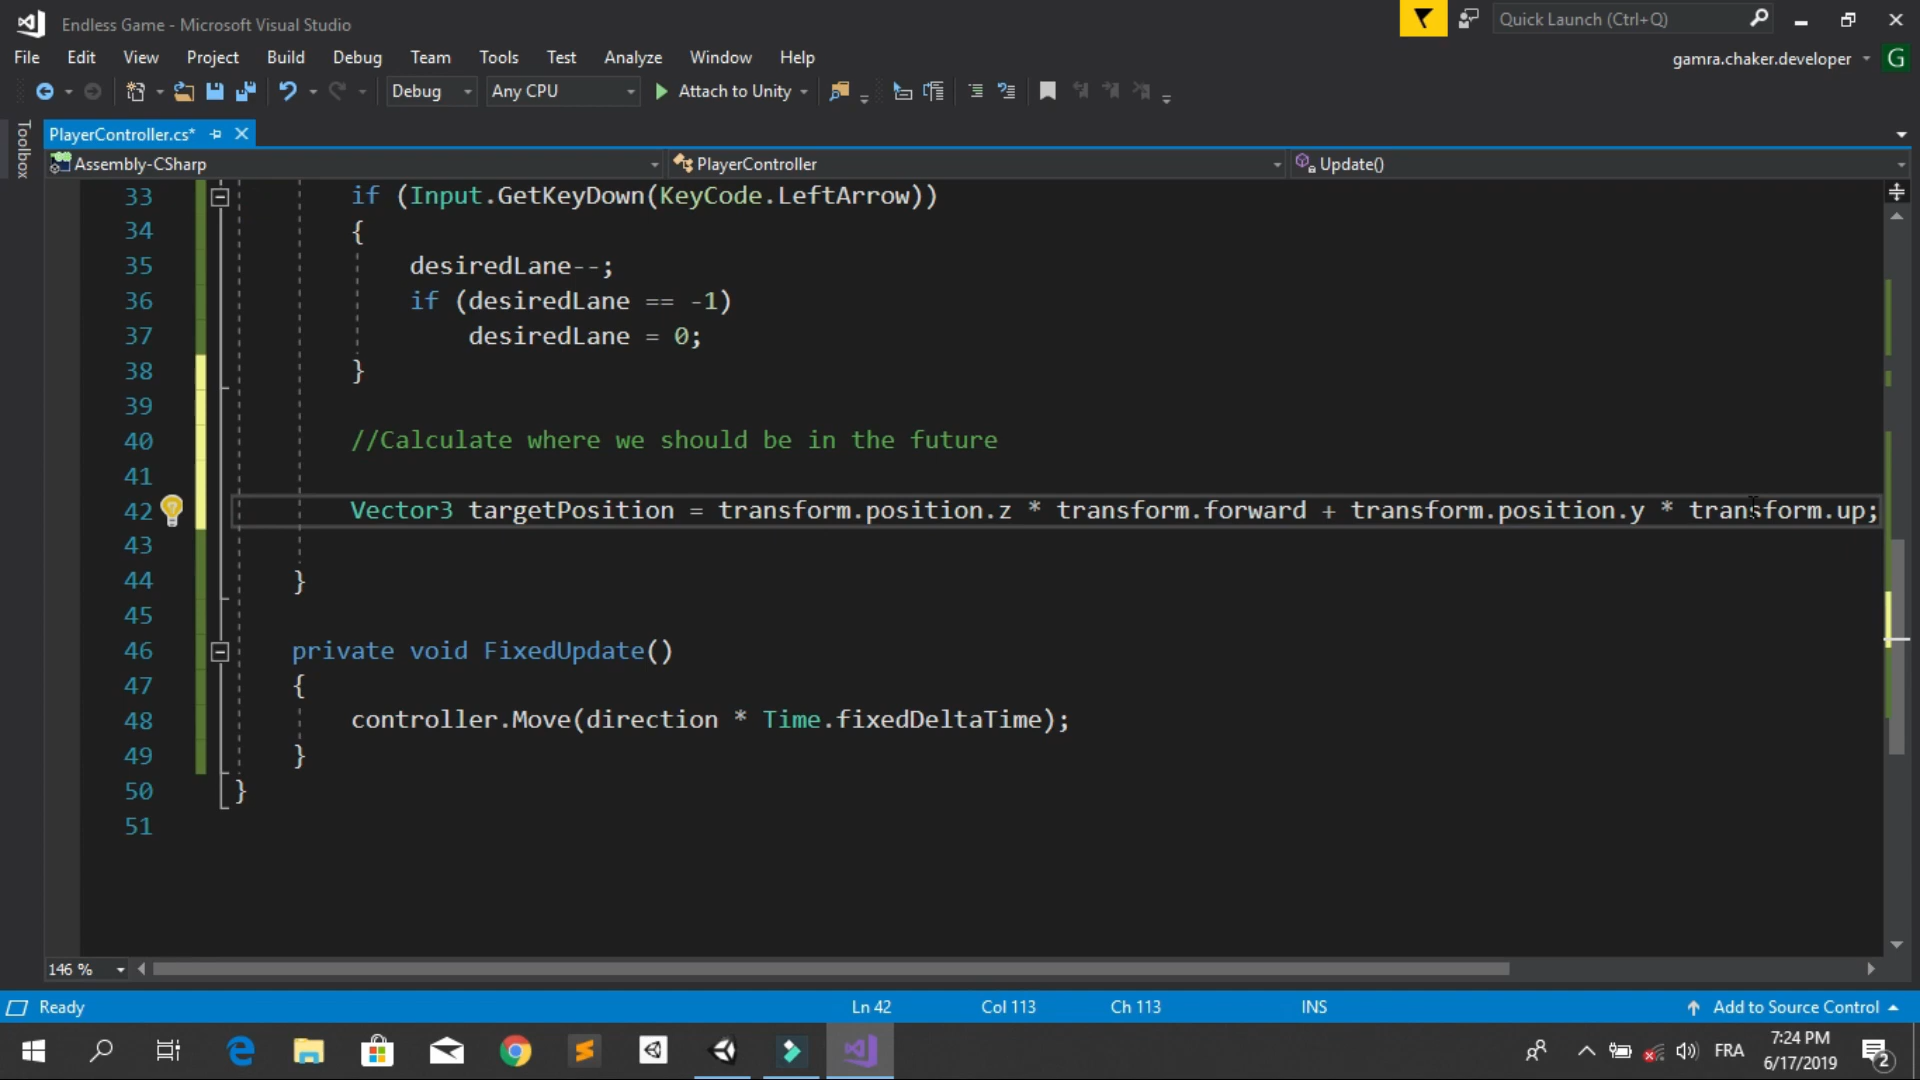 Endless Game - Microsoft Visual Studio
Quick Launch (Ctrl+Q)
File Edit View Project Build Debug Team Tools Test Analyze Window Help
gamra.chaker.developer G
Debug Any CPU Attach to Unity
Toolbox
PlayerController.cs*
Assembly-CSharp PlayerController Update()
33 if (Input.GetKeyDown(KeyCode.LeftArrow))
34 {
35 desiredLane--;
36 if (desiredLane == -1)
37 desiredLane = 0;
38 }
39
40 //Calculate where we should be in the future
41
42 Vector3 targetPosition = transform.position.z * transform.forward + transform.position.y * transform.up;
43
44 }
45
46 private void FixedUpdate()
47 {
48 controller.Move(direction * Time.fixedDeltaTime);
49 }
50 }
51
146 %
Ready Ln 42 Col 113 Ch 113 INS Add to Source Control
FRA
7:24 PM
6/17/2019
2